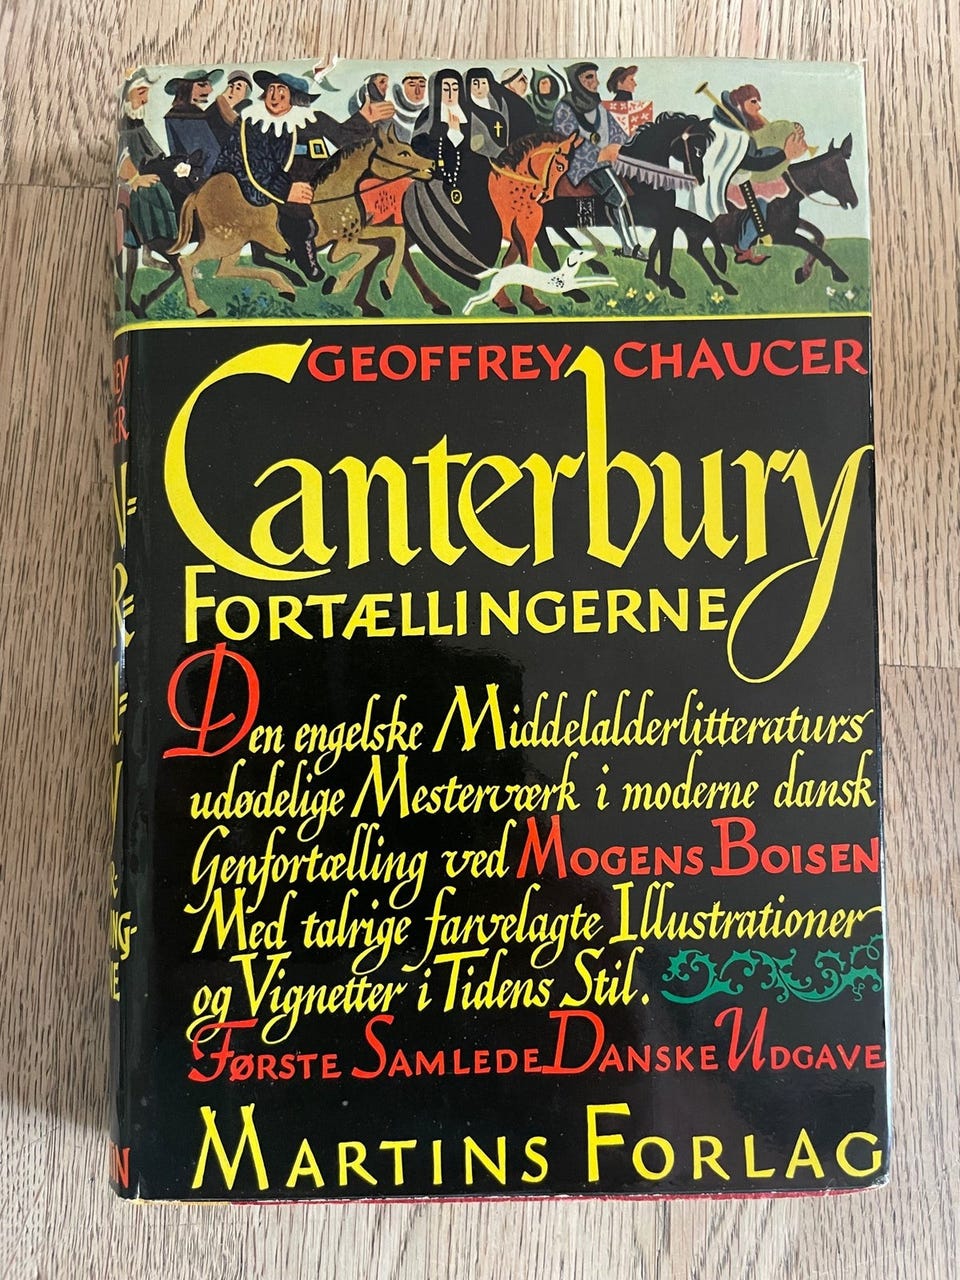 GEOFFREY CHAUCER
Canterbury
FORTÆLLINGERNE
Den engelske Middelalderlitteraturs
udødelige Mesterværk i moderne dansk
Genfortælling ved MOGENS BOISEN
Med talrige farvelagte Illustrationer
og Vignetter i Tidens Stil.
FØRSTE SAMLEDE DANSKE UDGAVE
MARTINS FORLAG